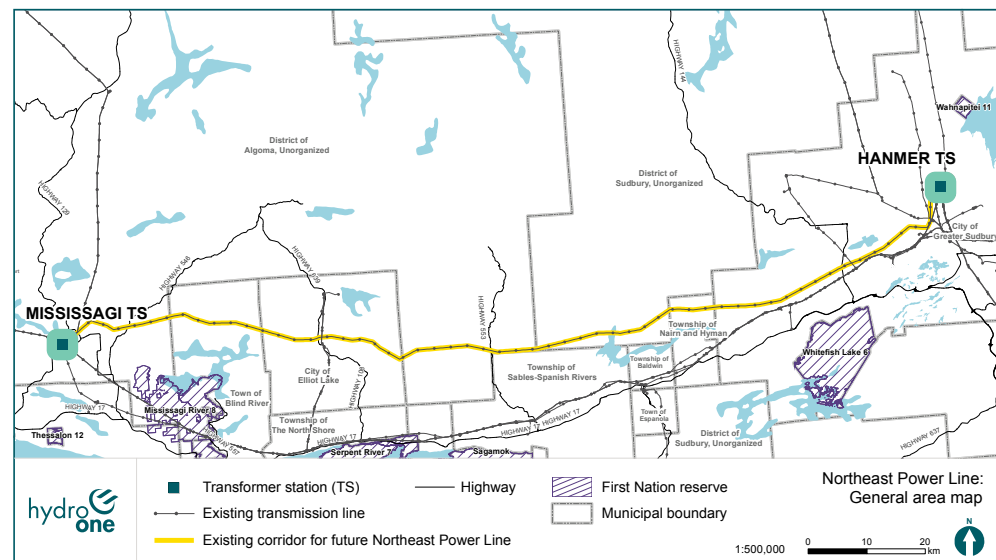 HIGHWAY 144
Wahnapitei 11
District of
Algoma, Unorganized
HANMER TS
District of
Sudbury, Unorganized
HIGHWAY 129
City of
Greater Sudbury
HIGHWAY 546
HIGHWAY 639
MISSISSAGI TS
HIGHWAY 553
Township of
Nairn and Hyman
Whitefish Lake 6
Township of
Baldwin
City of
Elliot Lake
HIGHWAY 108
Township of
Sables-Spanish Rivers
Town of
Blind River
HIGHWAY 17
Mississagi River 8
Town of
Espanola
Township of
The North Shore
HIGHWAY 17
HIGHWAY 17
HIGHWAY 17
District of
Sudbury, Unorganized
Thessalon 12
HIGHWAY 557
HIGHWAY 637
Serpent River 7
Sagamok
hydro
one
Transformer station (TS)
Highway
First Nation reserve
Existing transmission line
Municipal boundary
Existing corridor for future Northeast Power Line
Northeast Power Line:
General area map
1:500,000
0 10 20
km
N